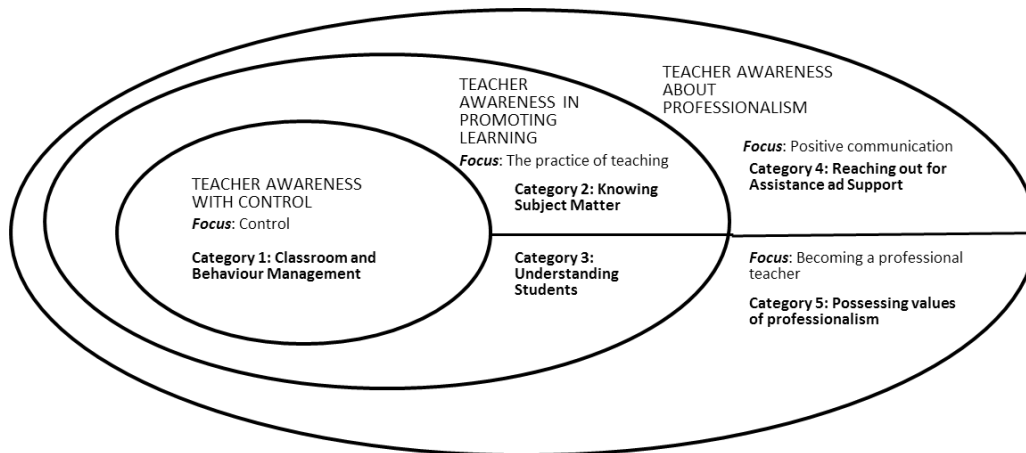 TEACHER AWARENESS
WITH CONTROL
Focus: Control
Category 1: Classroom and
Behaviour Management
TEACHER
AWARENESS IN
PROMOTING
LEARNING
Focus: The practice of teaching
Category 2: Knowing
Subject Matter
Category 3:
Understanding
Students
TEACHER AWARENESS
ABOUT
PROFESSIONALISM
Focus: Positive communication
Category 4: Reaching out for
Assistance ad Support
Focus: Becoming a professional
teacher
Category 5: Possessing values
of professionalism